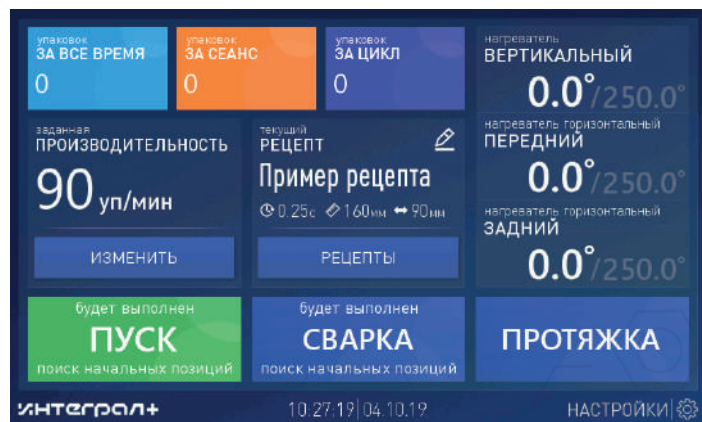 упаковок
ЗА ВСЕ ВРЕМЯ
0
упаковок
ЗА СЕАНС
0
упаковок
ЗА ЦИКЛ
0
нагреватель
ВЕРТИКАЛЬНЫЙ
0.0°/250.0°
нагреватель горизонтальный
ПЕРЕДНИЙ
0.0°/250.0°
нагреватель горизонтальный
ЗАДНИЙ
0.0°/250.0°
заданная
ПРОИЗВОДИТЕЛЬНОСТЬ
90 уп/мин
ИЗМЕНИТЬ
текущий
РЕЦЕПТ
Пример рецепта
0.25с 160мм 90мм
РЕЦЕПТЫ
будет выполнен
ПУСК
поиск начальных позиций
будет выполнен
СВАРКА
поиск начальных позиций
ПРОТЯЖКА
интеграл+
10:27:19|04.10.19
НАСТРОЙКИ